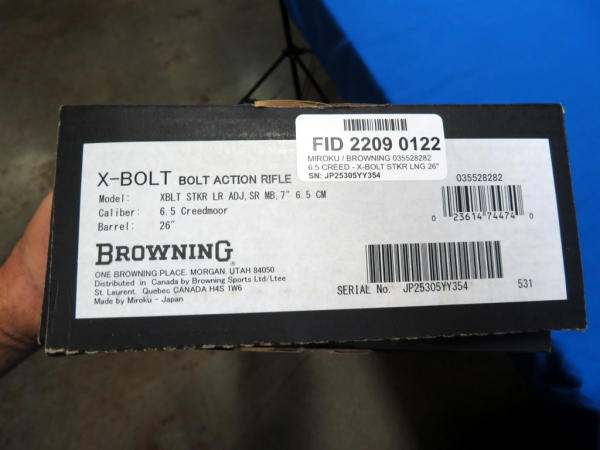 FID 2209 0122
MIROKU / BROWNING 035528282
6.5 CREED - X-BOLT STKR LNG 26"
SN: JP25305YY354
X-BOLT BOLT ACTION RIFLE
035528282
Model: XBLT STKR LR ADJ,SR MB,7" 6.5 CM
Caliber: 6.5 Creedmoor
Barrel: 26"
0 23614 74474 0
BROWNING®
ONE BROWNING PLACE. MORGAN, UTAH 84050
Distributed in Canada by Browning Sports Ltd/Ltee
St. Laurent. Quebec CANADA H4S 1W6
Made by Miroku - Japan
SERIAL No. JP25305YY354 531